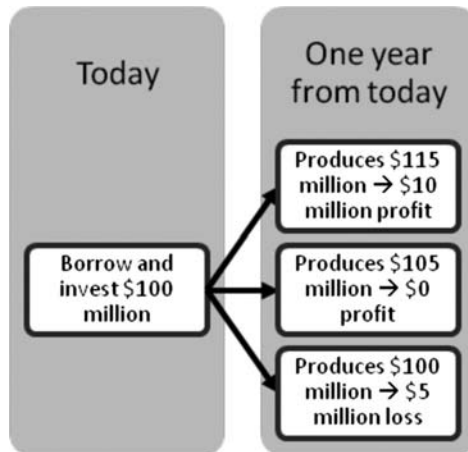 Today
One year
from today
Produces $115
million → $10
million profit
Borrow and
invest $100
million
Produces $105
million → $0
profit
Produces $100
million → $5
million loss